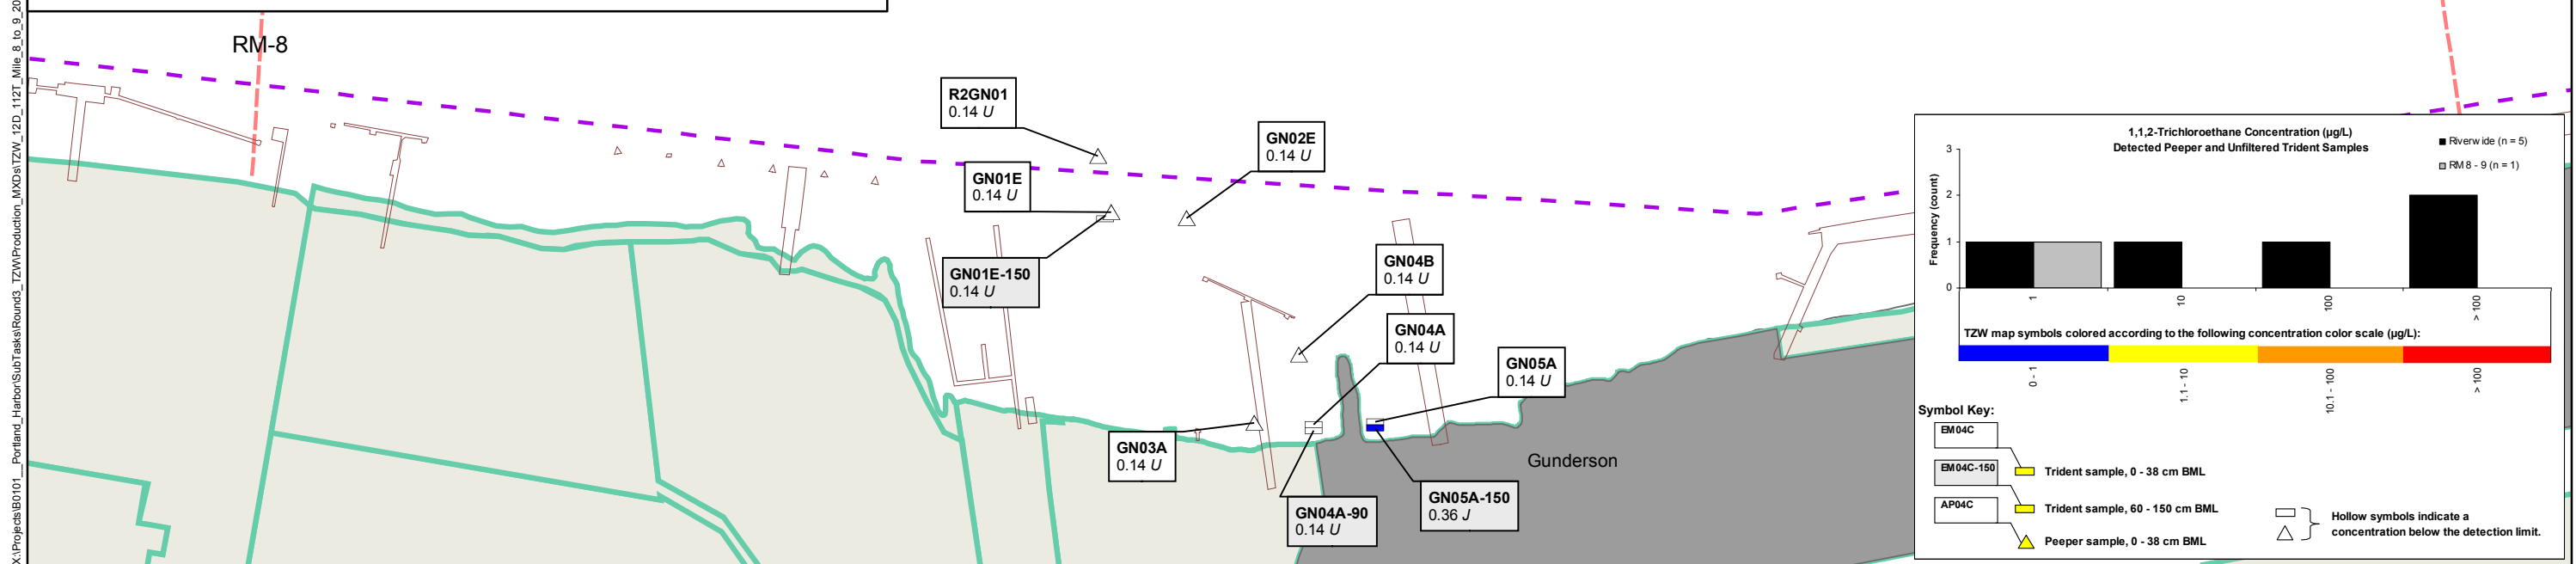 X:\Projects\B0101__Portland_Harbor\SubTasks\Round3_TZW\Production_MXDs\TZW_12D_112T_Mile_8_to_9_20
RM-8
R2GN01
0.14 U
GN02E
0.14 U
GN01E
0.14 U
GN01E-150
0.14 U
GN04B
0.14 U
GN04A
0.14 U
GN05A
0.14 U
GN03A
0.14 U
GN04A-90
0.14 U
GN05A-150
0.36 J
Gunderson
1,1,2-Trichloroethane Concentration (µg/L)
Detected Peeper and Unfiltered Trident Samples
Riverwide (n = 5)
RM 8 - 9 (n = 1)
Frequency (count)
3
2
1
0
1
10
100
> 100
TZW map symbols colored according to the following concentration color scale (µg/L):
0 - 1
1.1 - 10
10.1 - 100
> 100
Symbol Key:
EM04C
Trident sample, 0 - 38 cm BML
EM04C-150
Trident sample, 60 - 150 cm BML
AP04C
Peeper sample, 0 - 38 cm BML
Hollow symbols indicate a
concentration below the detection limit.